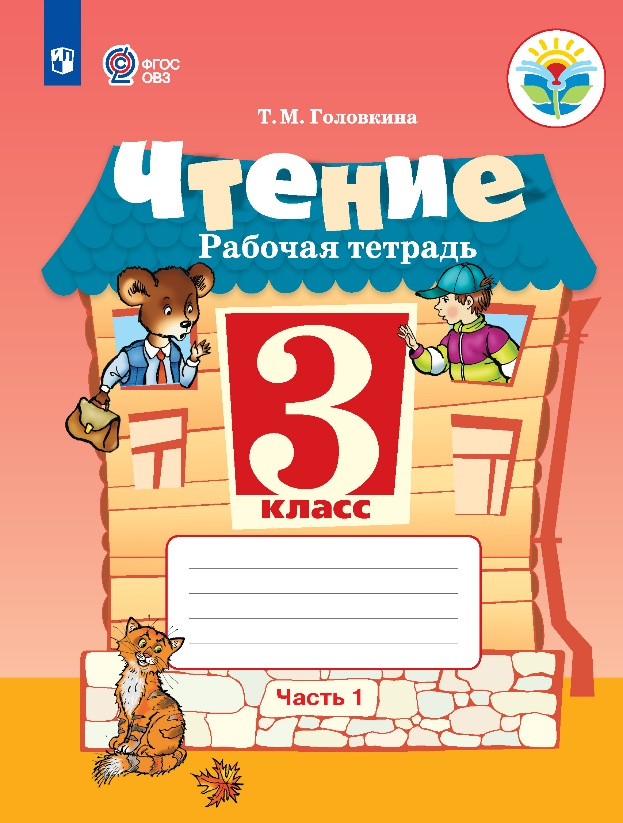 ФГОС
ОВЗ
Т. М. Головкина
Чтение
Рабочая тетрадь
3
класс
Часть 1